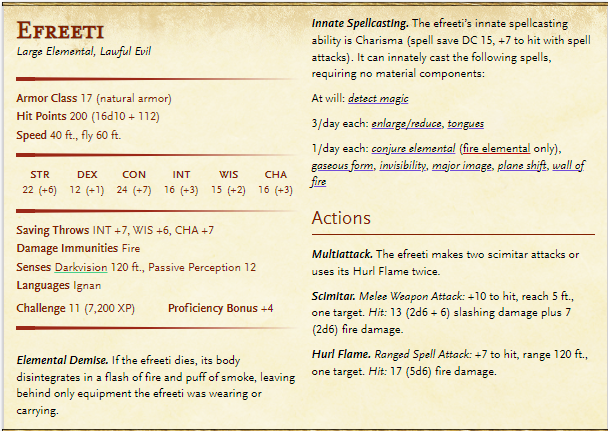 Efreeti
Large Elemental, Lawful Evil
Armor Class 17 (natural armor)
Hit Points 200 (16d10 + 112)
Speed 40 ft., fly 60 ft.
STR DEX CON INT WIS CHA
22 (+6) 12 (+1) 24 (+7) 16 (+3) 15 (+2) 16 (+3)
Saving Throws INT +7, WIS +6, CHA +7
Damage Immunities Fire
Senses Darkvision 120 ft., Passive Perception 12
Languages Ignan
Challenge 11 (7,200 XP) Proficiency Bonus +4
Elemental Demise. If the efreeti dies, its body
disintegrates in a flash of fire and puff of smoke, leaving
behind only equipment the efreeti was wearing or
carrying.
Innate Spellcasting. The efreeti's innate spellcasting
ability is Charisma (spell save DC 15, +7 to hit with spell
attacks). It can innately cast the following spells,
requiring no material components:
At will: detect magic
3/day each: enlarge/reduce, tongues
1/day each: conjure elemental (fire elemental only),
gaseous form, invisibility, major image, plane shift, wall of
fire
Actions
Multiattack. The efreeti makes two scimitar attacks or
uses its Hurl Flame twice.
Scimitar. Melee Weapon Attack: +10 to hit, reach 5 ft.,
one target. Hit: 13 (2d6 + 6) slashing damage plus 7
(2d6) fire damage.
Hurl Flame. Ranged Spell Attack: +7 to hit, range 120 ft.,
one target. Hit: 17 (5d6) fire damage.